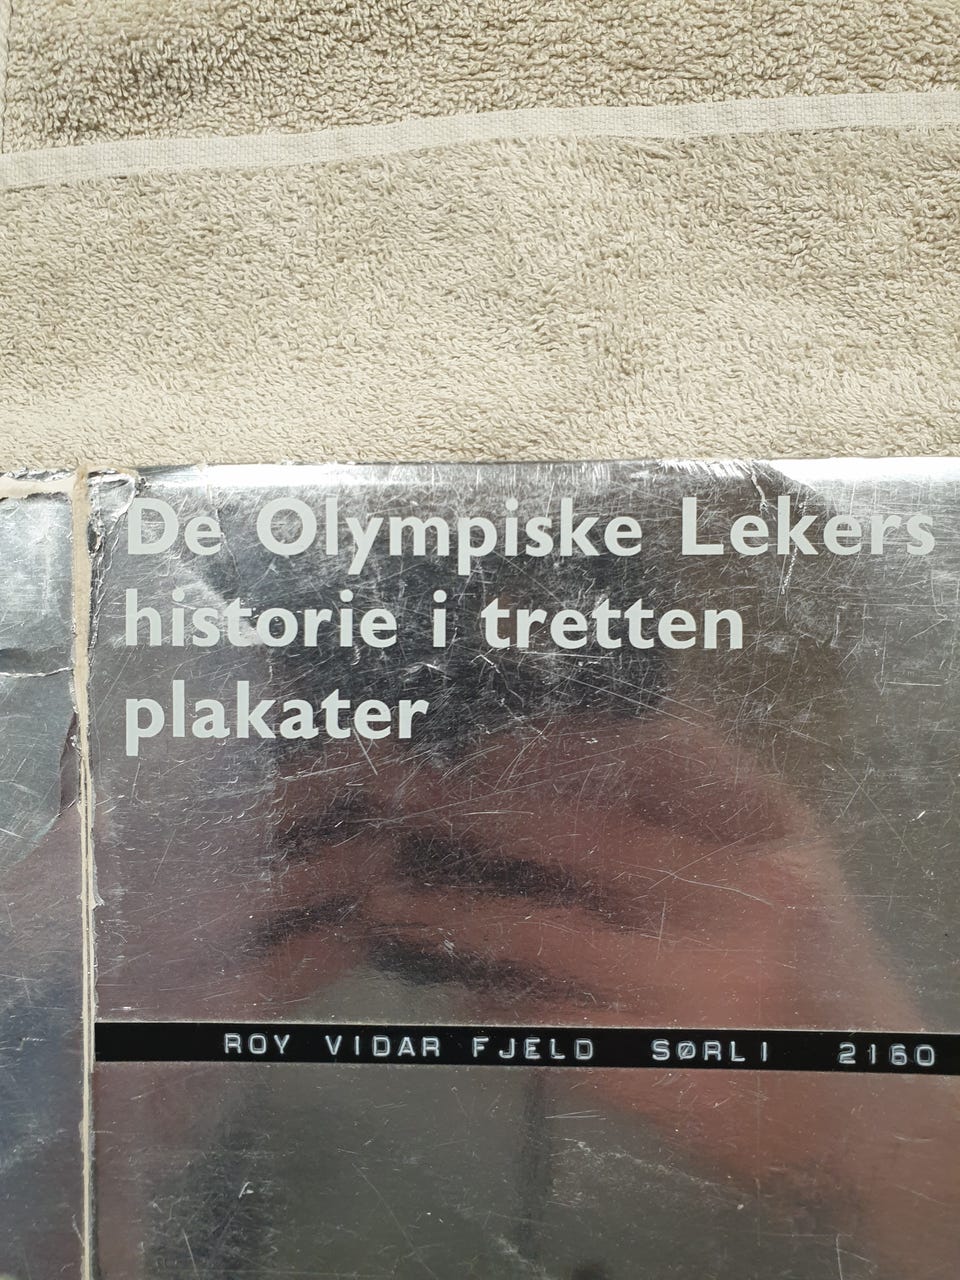 De Olympiske Lekers
historie i tretten
plakater
ROY VIDAR FJELD SØRLI 2160